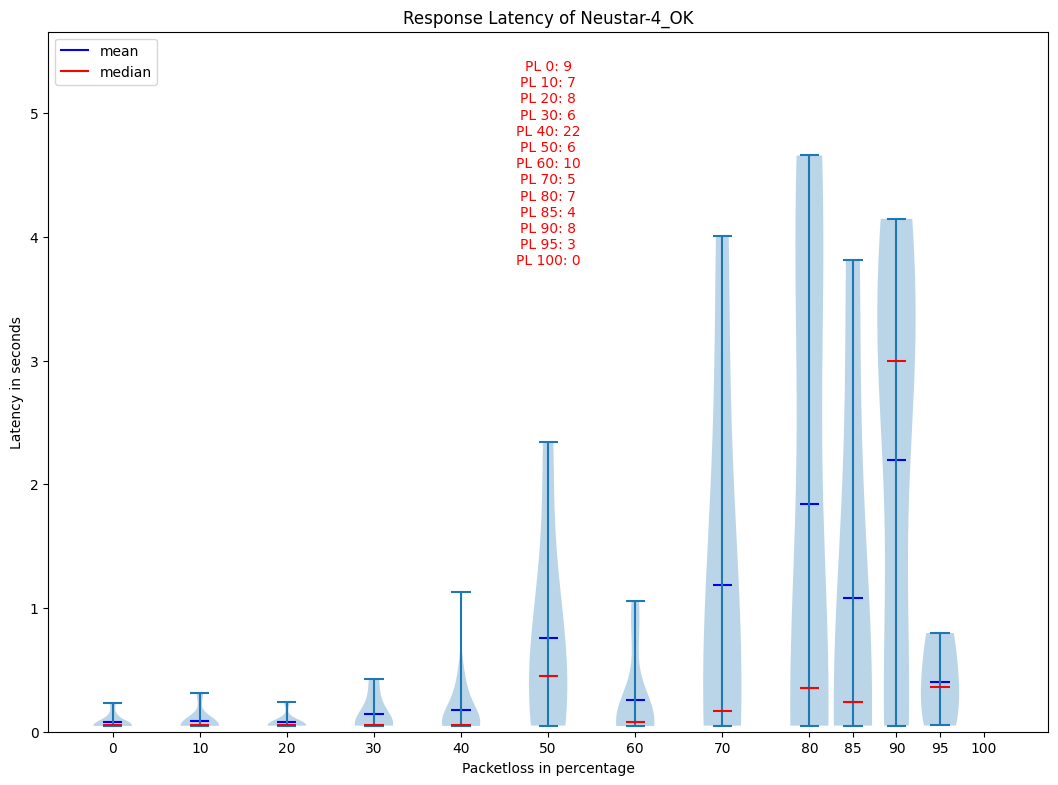 Response Latency of Neustar-4_OK
mean
median
PL 0: 9
PL 10: 7
PL 20: 8
PL 30: 6
PL 40: 22
PL 50: 6
PL 60: 10
PL 70: 5
PL 80: 7
PL 85: 4
PL 90: 8
PL 95: 3
PL 100: 0
Latency in seconds
5
4
3
2
1
0
0 10 20 30 40 50 60 70 80 85 90 95 100
Packetloss in percentage